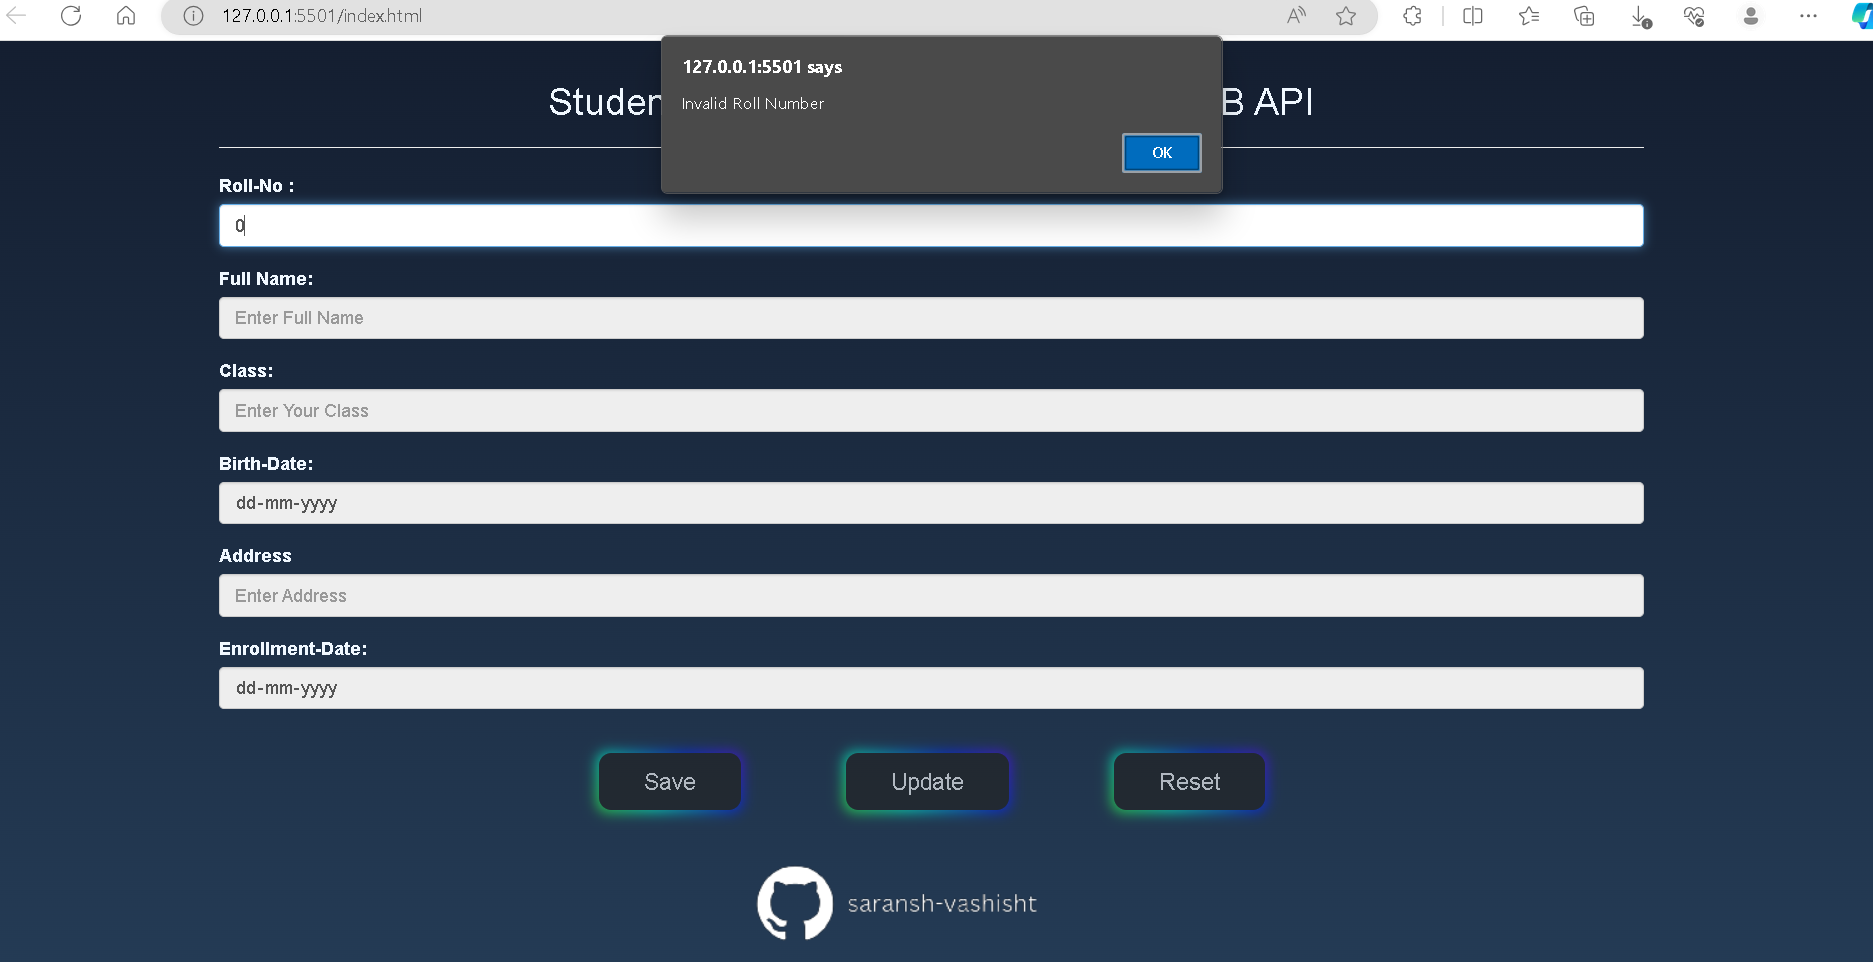 127.0.0.1:5501/index.html
127.0.0.1:5501 says
Invalid Roll Number
OK
B API
Roll-No :
0
Full Name:
Enter Full Name
Class:
Enter Your Class
Birth-Date:
dd-mm-yyyy
Address
Enter Address
Enrollment-Date:
dd-mm-yyyy
Save Update Reset
saransh-vashisht